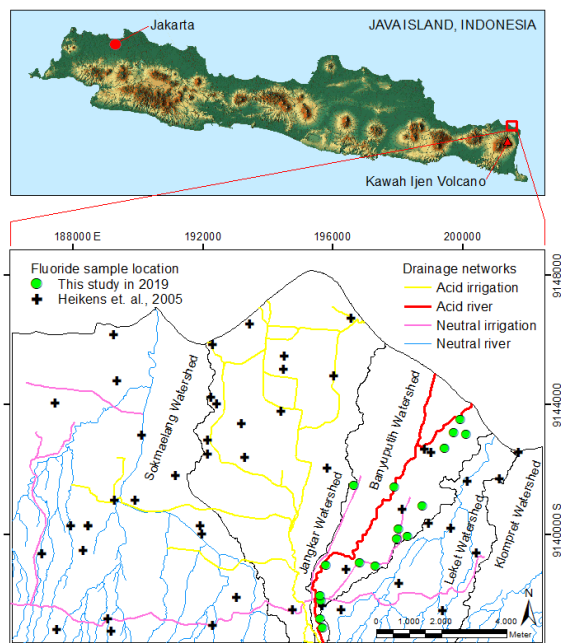 JAVA ISLAND, INDONESIA
Jakarta
Kawah Ijen Volcano
188000 E
192000
196000
200000
9148000
9144000
9140000 S
Fluoride sample location
This study in 2019
Heikens et. al., 2005
Drainage networks
Acid irrigation
Acid river
Neutral irrigation
Neutral river
Sokmaelang Watershed
Jangkar Watershed
Banyuputih Watershed
Leket Watershed
Klompret Watershed
N
0
1.000
2.000
4.000
Meter